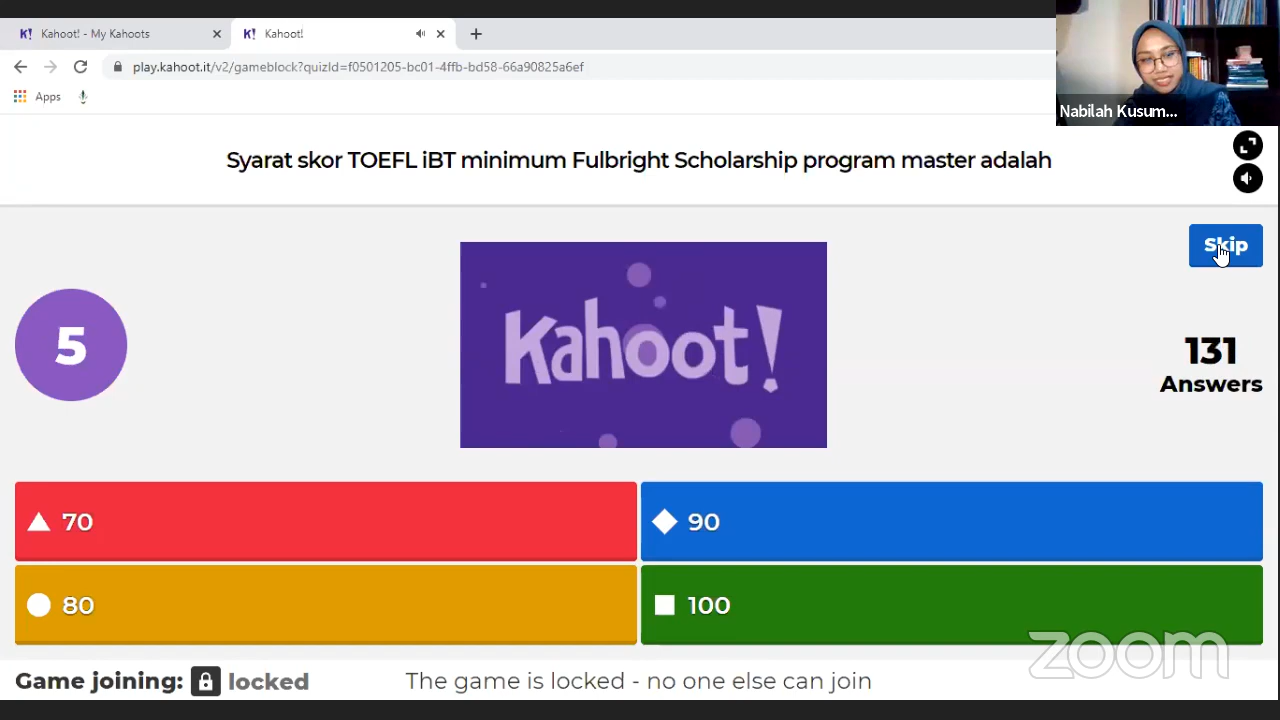 K! Kahoot! - My Kahoots
K! Kahoot!
play.kahoot.it/v2/gameblock?quizId=f0501205-bc01-4ffb-bd58-66a90825a6ef
Apps
Nabilah Kusum...
Syarat skor TOEFL iBT minimum Fulbright Scholarship program master adalah
Skip
5
Kahoot!
131
Answers
70
90
80
100
zoom
Game joining: locked
The game is locked - no one else can join